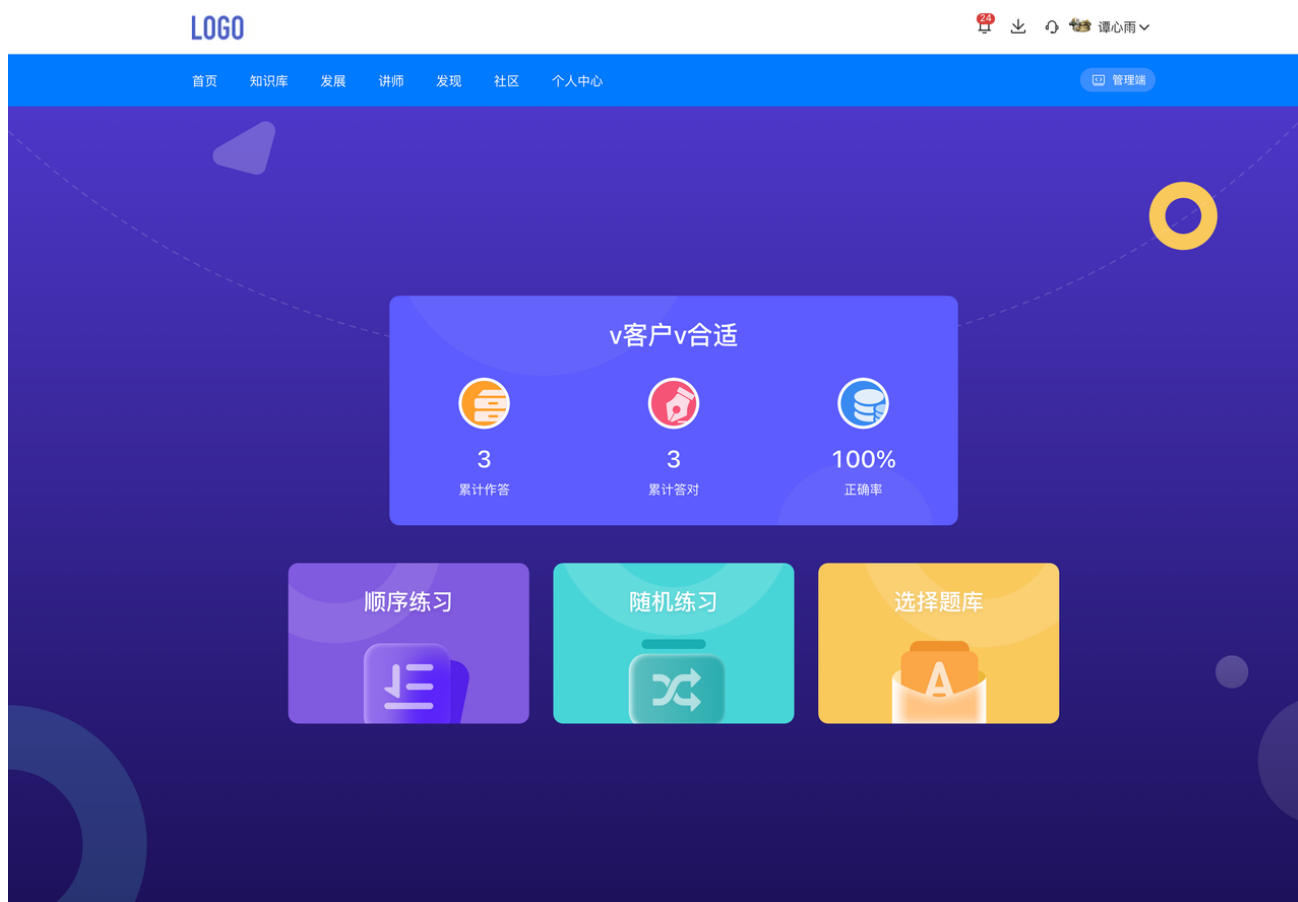 LOGO
24
谭心雨
首页 知识库 发展 讲师 发现 社区 个人中心 管理端
v客户v合适
3 3 100%
累计作答 累计答对 正确率
顺序练习 随机练习 选择题库
A